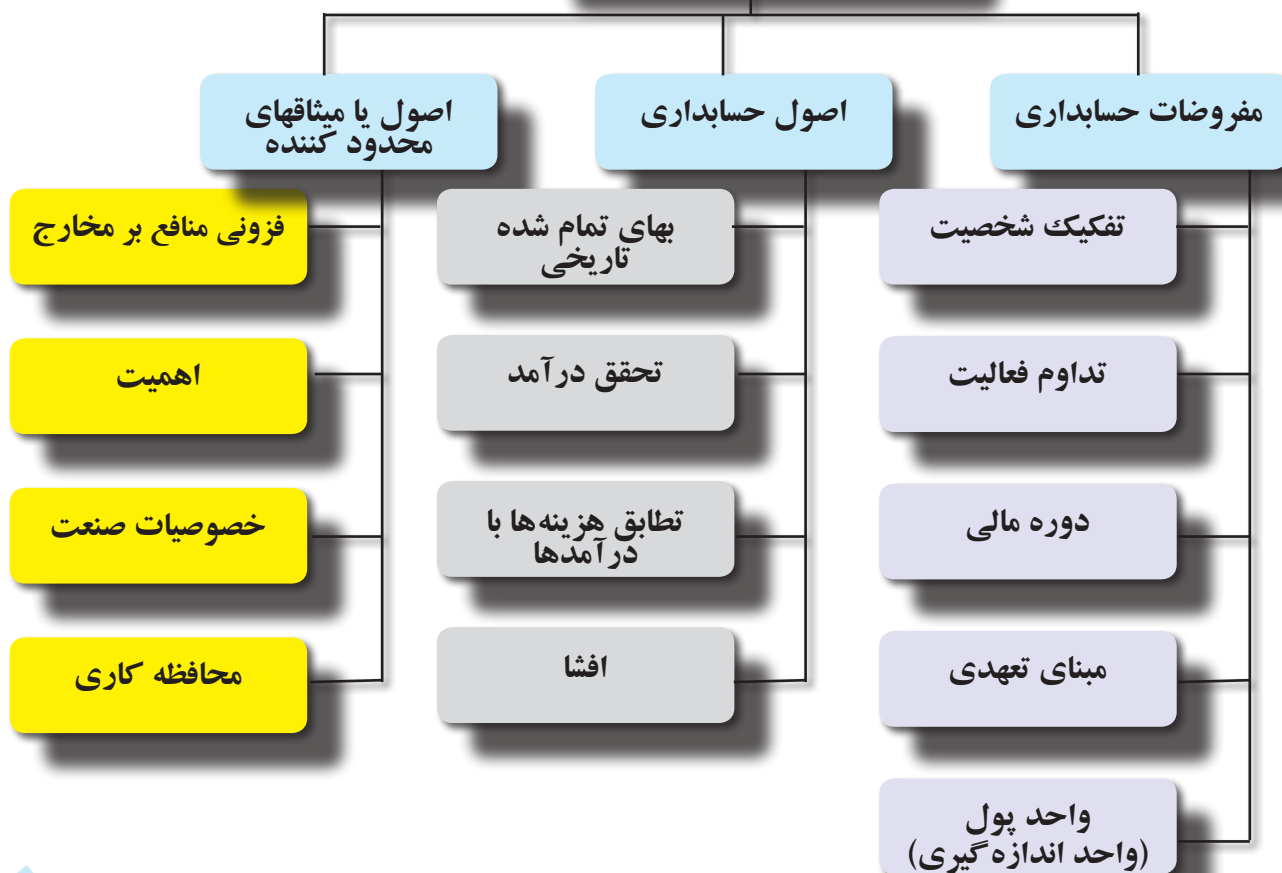 مفروضات حسابداری
اصول حسابداری
اصول یا میثاقهای
محدود کننده
تفکیک شخصیت
بهای تمام شده
تاریخی
فزونی منافع بر مخارج
تداوم فعالیت
تحقق درآمد
اهمیت
دوره مالی
تطابق هزینه‌ها با
درآمدها
خصوصیات صنعت
مبنای تعهدی
افشا
محافظه کاری
واحد پول
(واحد اندازه‌گیری)